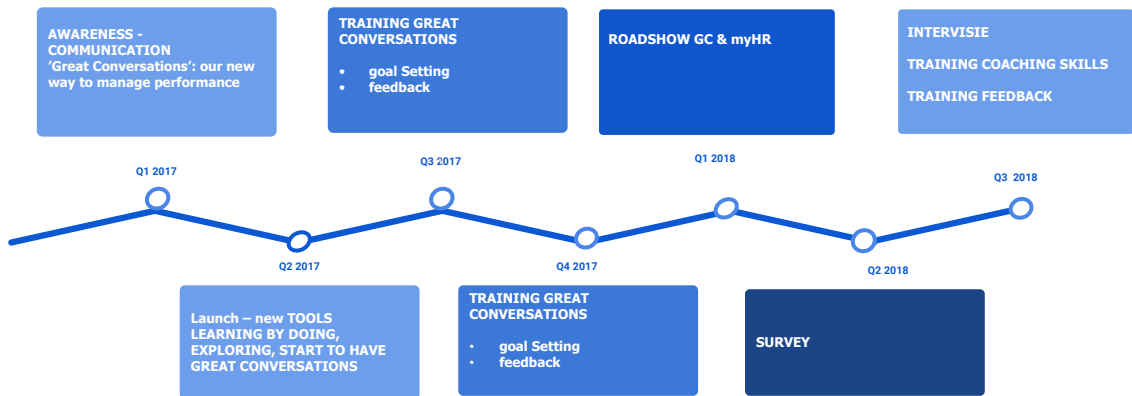 AWARENESS -
COMMUNICATION
‘Great Conversations’: our new
way to manage performance
TRAINING GREAT
CONVERSATIONS
• goal Setting
• feedback
ROADSHOW GC & myHR
INTERVISIE
TRAINING COACHING SKILLS
TRAINING FEEDBACK
Q1 2017
Q3 2017
Q1 2018
Q3 2018
Q2 2017
Q4 2017
Q2 2018
Launch – new TOOLS
LEARNING BY DOING,
EXPLORING, START TO HAVE
GREAT CONVERSATIONS
TRAINING GREAT
CONVERSATIONS
• goal Setting
• feedback
SURVEY